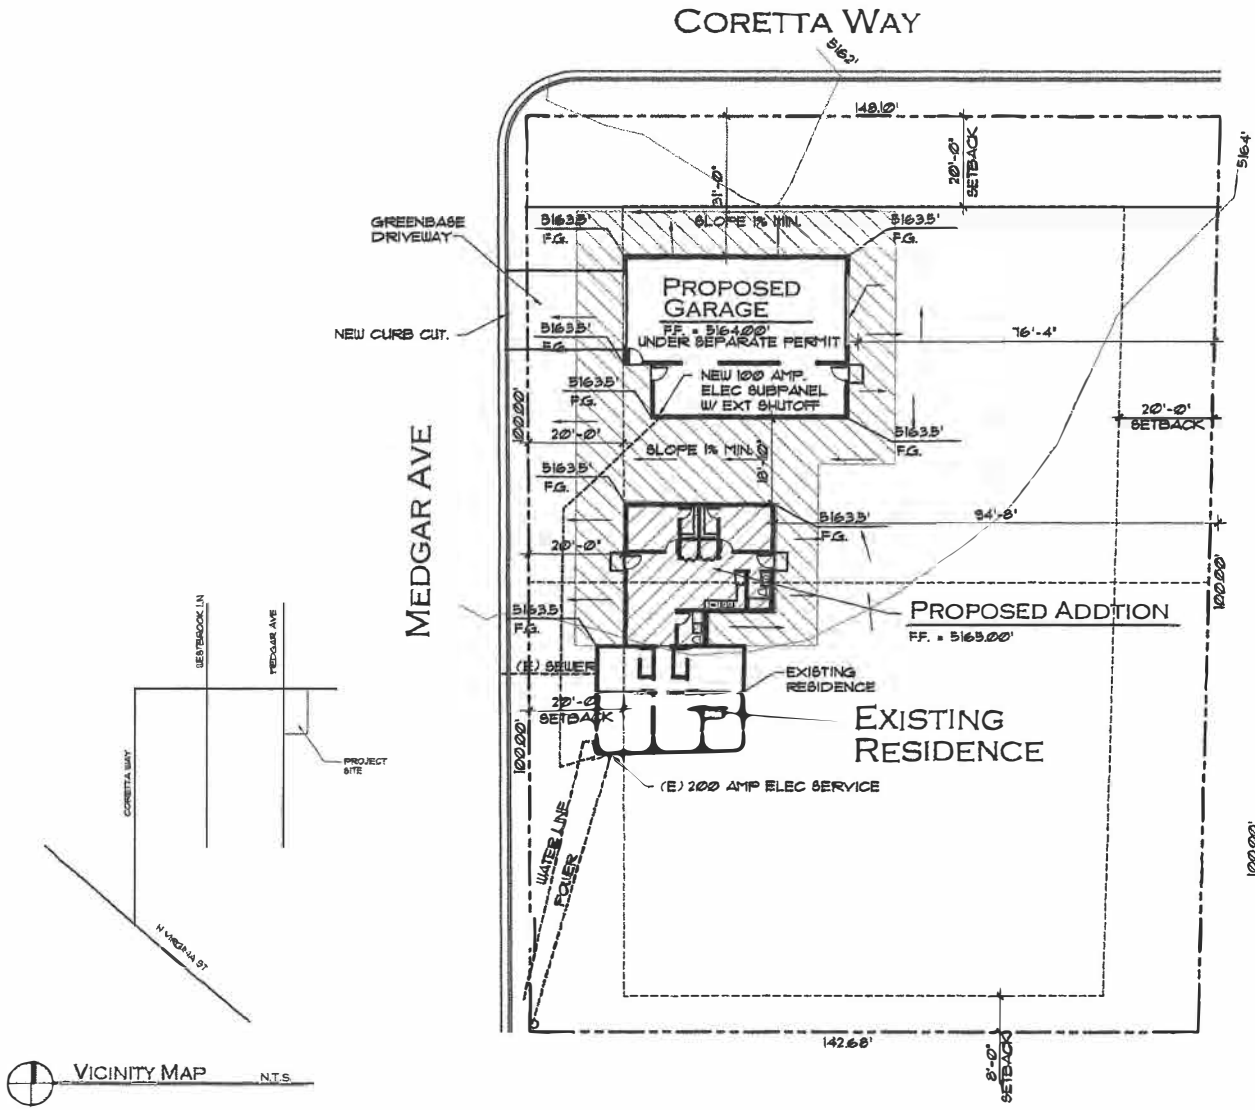 CORETTA WAY
5162'
148.10'
5164'
20'-0"
SETBACK
31'-0"
GREENBASE
DRIVEWAY
5163.5'
F.G.
SLOPE 1% MIN.
5163.5'
F.G.
PROPOSED
GARAGE
F.F. = 5164.00'
UNDER SEPARATE PERMIT
NEW CURB CUT.
5163.5'
F.G.
76'-4"
NEW 100 AMP.
ELEC SUBPANEL
W/ EXT SHUTOFF
5163.5'
F.G.
100.00'
20'-0"
SETBACK
20'-0"
5163.5'
F.G.
SLOPE 1% MIN.
18'-10"
MEDGAR AVE
5163.5'
F.G.
5163.5'
F.G.
94'-8"
20'-0"
100.00'
5163.5'
F.G.
PROPOSED ADDTION
F.F. = 5165.00'
(E) SEWER
EXISTING
RESIDENCE
20'-0"
SETBACK
EXISTING
RESIDENCE
100.00'
(E) 200 AMP ELEC SERVICE
WATER LINE
POWER
100.00'
142.68'
8'-0"
SETBACK
WESTBROOK LN
MEDGAR AVE
CORETTA WAY
PROJECT
SITE
N VIRGINIA ST
VICINITY MAP
N.T.S.